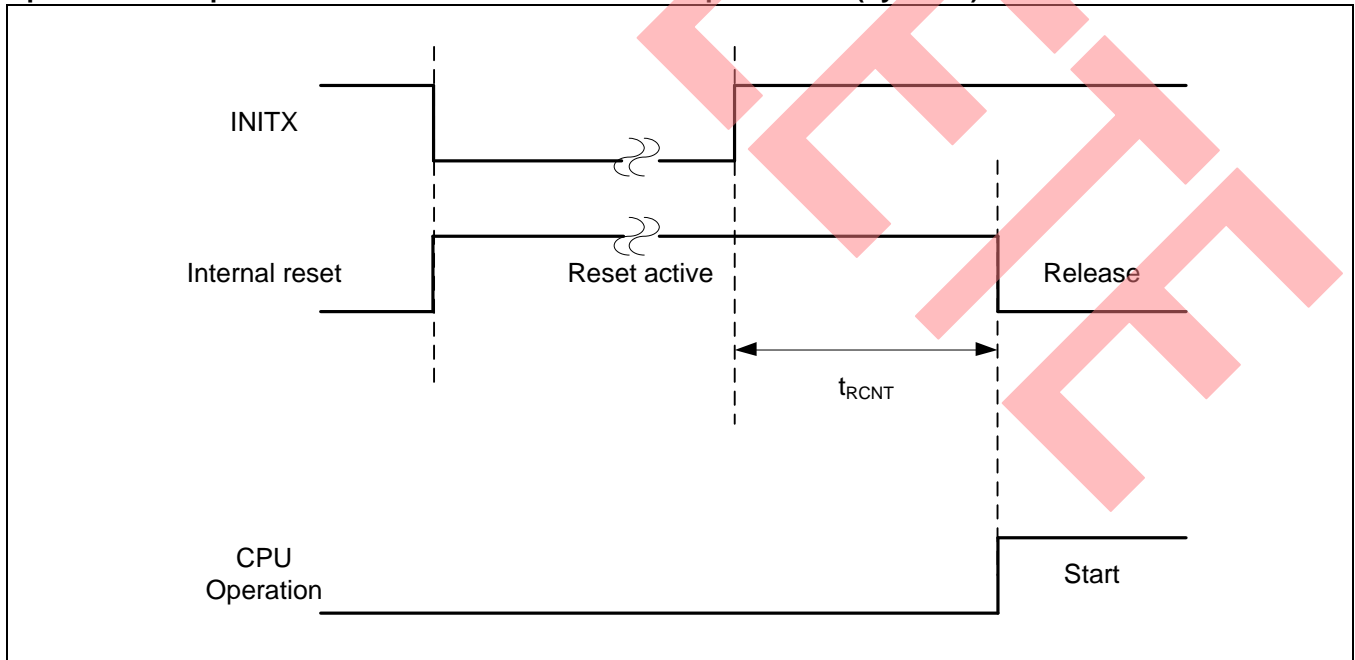 INITX
Internal reset
Reset active
Release
tRCNT
CPU
Operation
Start